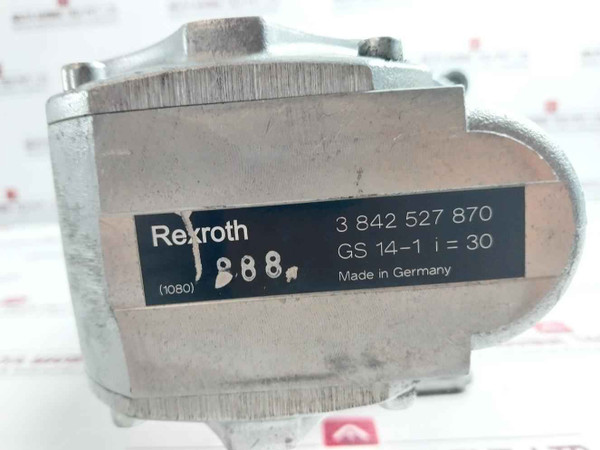 Rexroth
888
(1080)
3 842 527 870
GS 14-1 i = 30
Made in Germany